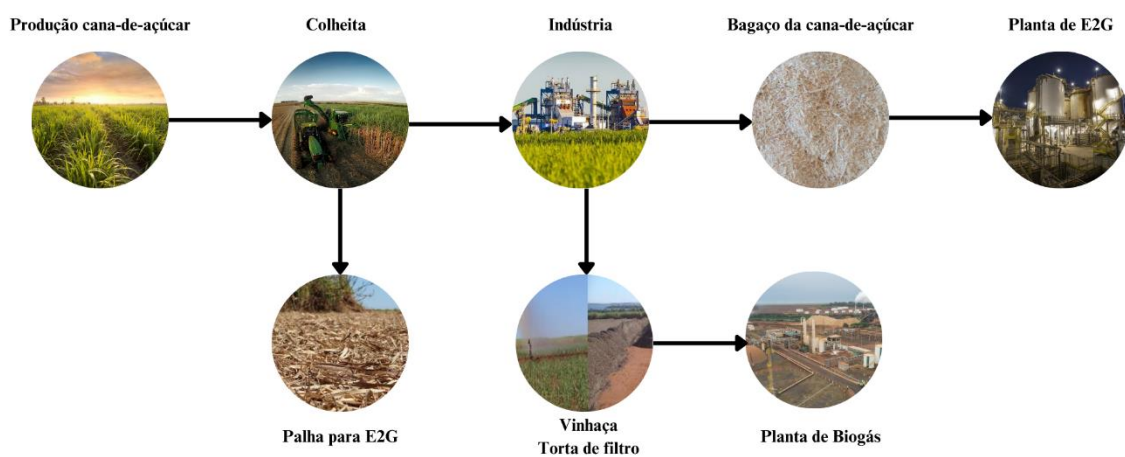 Produção cana-de-açúcar
Colheita
Indústria
Bagaço da cana-de-açúcar
Planta de E2G
Palha para E2G
Vinhaça
Torta de filtro
Planta de Biogás